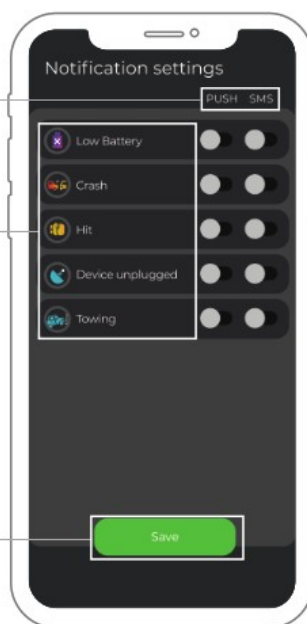 Notification settings
PUSH SMS
Low Battery
Crash
Hit
Device unplugged
Towing
Save